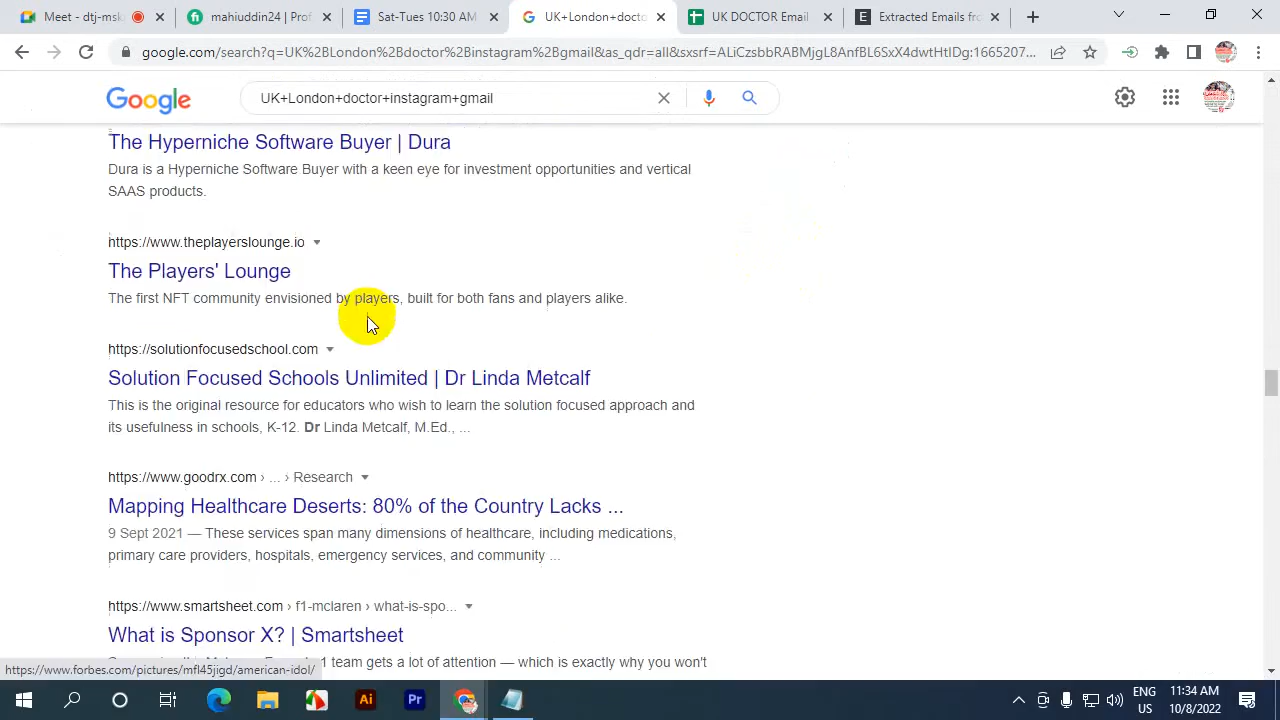 Meet - dtj-msk
mahiuddin24 | Prof
Sat-Tues 10:30 AM
UK+London+docto
UK DOCTOR Email
Extracted Emails fro
google.com/search?q=UK%2BLondon%2Bdoctor%2Binstagram%2Bgmail&as_qdr=all&sxsrf=ALiCzsbbRABMjgL8AnfBL6SxX4dwtHtIDg:1665207...
Google
UK+London+doctor+instagram+gmail
The Hyperniche Software Buyer | Dura
Dura is a Hyperniche Software Buyer with a keen eye for investment opportunities and vertical
SAAS products.
https://www.theplayerslounge.io
The Players' Lounge
The first NFT community envisioned by players, built for both fans and players alike.
https://solutionfocusedschool.com
Solution Focused Schools Unlimited | Dr Linda Metcalf
This is the original resource for educators who wish to learn the solution focused approach and
its usefulness in schools, K-12. Dr Linda Metcalf, M.Ed., ...
https://www.goodrx.com › ... › Research
Mapping Healthcare Deserts: 80% of the Country Lacks ...
9 Sept 2021 — These services span many dimensions of healthcare, including medications,
primary care providers, hospitals, emergency services, and community ...
https://www.smartsheet.com › f1-mclaren › what-is-spo...
What is Sponsor X? | Smartsheet
1 team gets a lot of attention — which is exactly why you won't
https://www.forbes.com/pictures/mfl45jigd/american-idol/
Ai
Pr
ENG
US
11:34 AM
10/8/2022